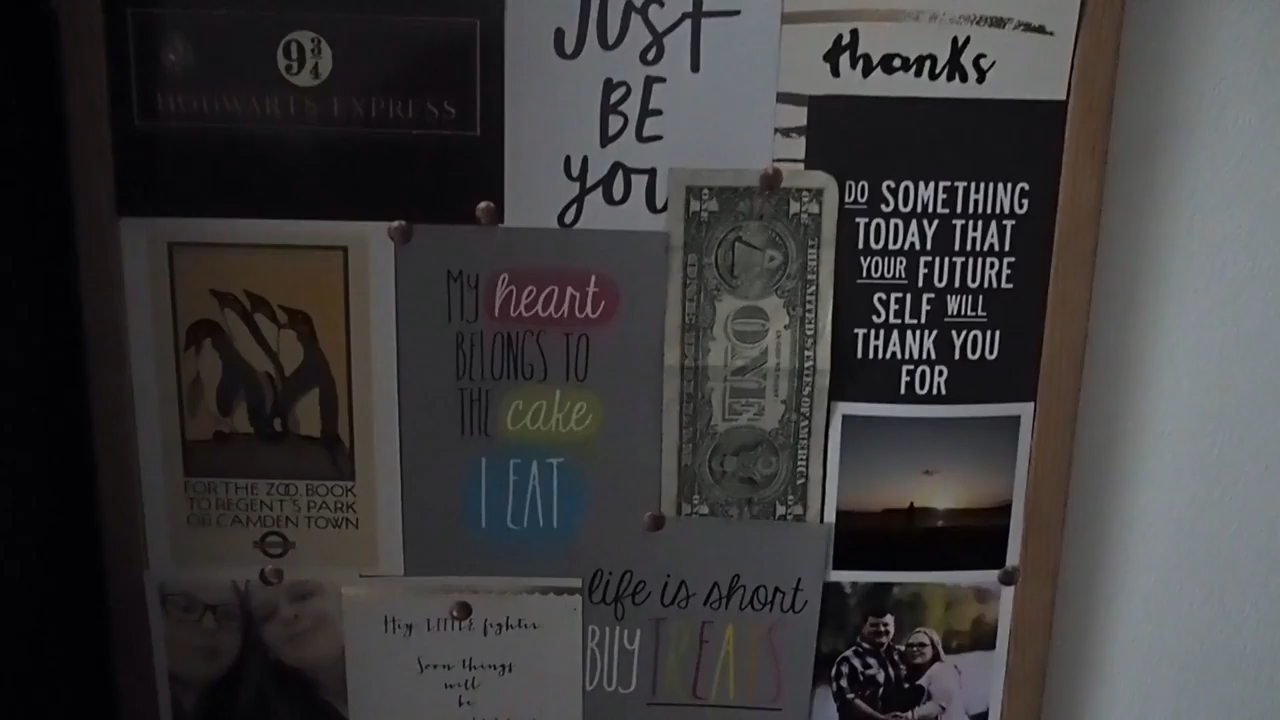 9¾
HOGWARTS EXPRESS
JUST
BE
you
thanks
DO SOMETHING
TODAY THAT
YOUR FUTURE
SELF WILL
THANK YOU
FOR
MY heart
BELONGS TO
THE cake
I EAT
ONE
THE UNITED STATES OF AMERICA
FOR THE ZOO. BOOK
TO REGENT'S PARK
OR CAMDEN TOWN
Hey LITTLE fighter
Soon things
will
be
life is short
BUY TREATS